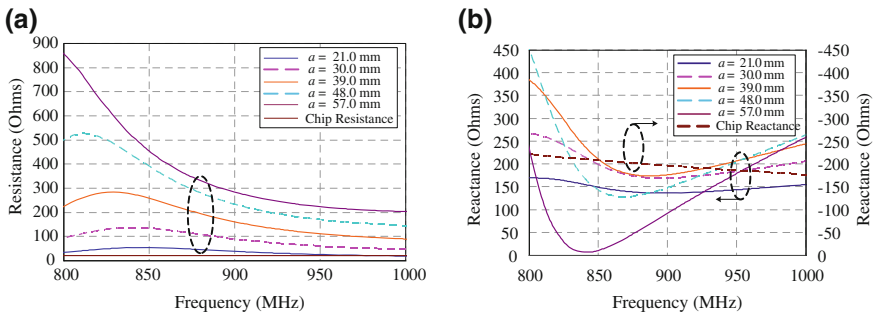 (a)
900
800
700
600
500
400
300
200
100
0
Resistance (Ohms)
800
850
900
950
1000
Frequency (MHz)
a = 21.0 mm
a = 30.0 mm
a = 39.0 mm
a = 48.0 mm
a = 57.0 mm
Chip Resistance
(b)
450
400
350
300
250
200
150
100
50
0
Reactance (Ohms)
800
850
900
950
1000
Frequency (MHz)
a = 21.0 mm
a = 30.0 mm
a = 39.0 mm
a = 48.0 mm
a = 57.0 mm
Chip Reactance
-450
-400
-350
-300
-250
-200
-150
-100
-50
0
Reactance (Ohms)